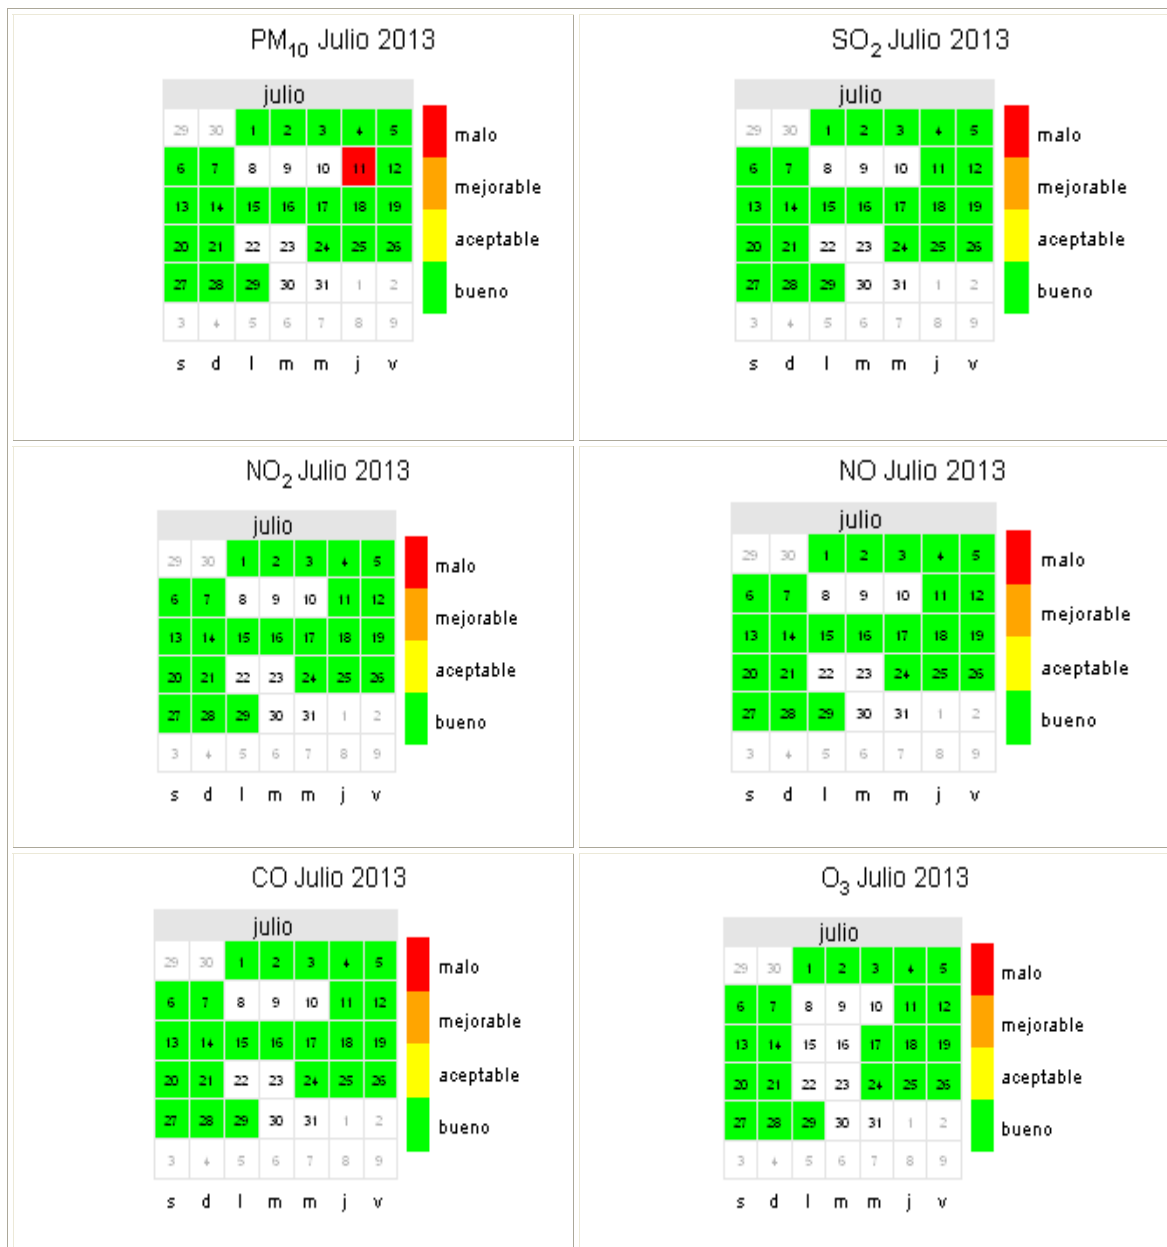 PM10 Julio 2013
julio
29 30 1 2 3 4 5
6 7 8 9 10 11 12
13 14 15 16 17 18 19
20 21 22 23 24 25 26
27 28 29 30 31 1 2
3 4 5 6 7 8 9
s d l m m j v
malo
mejorable
aceptable
bueno
SO2 Julio 2013
julio
29 30 1 2 3 4 5
6 7 8 9 10 11 12
13 14 15 16 17 18 19
20 21 22 23 24 25 26
27 28 29 30 31 1 2
3 4 5 6 7 8 9
s d l m m j v
malo
mejorable
aceptable
bueno
NO2 Julio 2013
julio
29 30 1 2 3 4 5
6 7 8 9 10 11 12
13 14 15 16 17 18 19
20 21 22 23 24 25 26
27 28 29 30 31 1 2
3 4 5 6 7 8 9
s d l m m j v
malo
mejorable
aceptable
bueno
NO Julio 2013
julio
29 30 1 2 3 4 5
6 7 8 9 10 11 12
13 14 15 16 17 18 19
20 21 22 23 24 25 26
27 28 29 30 31 1 2
3 4 5 6 7 8 9
s d l m m j v
malo
mejorable
aceptable
bueno
CO Julio 2013
julio
29 30 1 2 3 4 5
6 7 8 9 10 11 12
13 14 15 16 17 18 19
20 21 22 23 24 25 26
27 28 29 30 31 1 2
3 4 5 6 7 8 9
s d l m m j v
malo
mejorable
aceptable
bueno
O3 Julio 2013
julio
29 30 1 2 3 4 5
6 7 8 9 10 11 12
13 14 15 16 17 18 19
20 21 22 23 24 25 26
27 28 29 30 31 1 2
3 4 5 6 7 8 9
s d l m m j v
malo
mejorable
aceptable
bueno